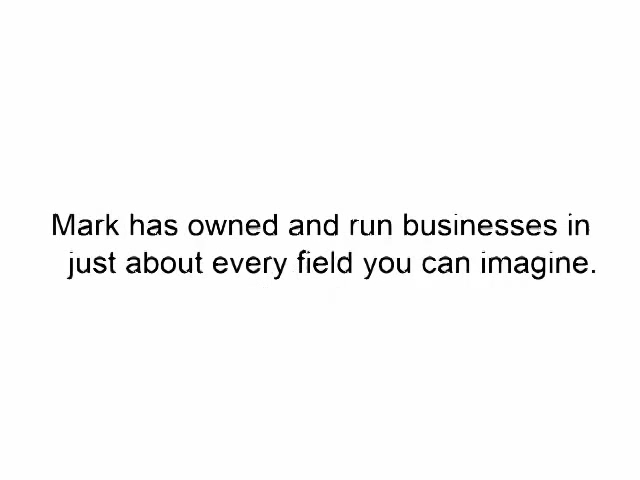 Mark has owned and run businesses in
just about every field you can imagine.